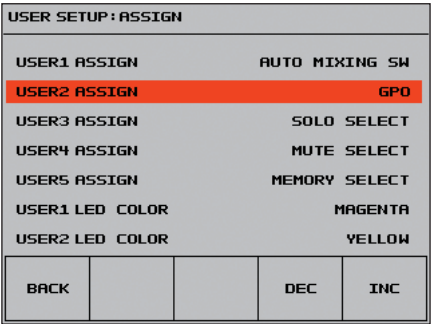 USER SETUP:ASSIGN
USER1 ASSIGN AUTO MIXING SW
USER2 ASSIGN GPO
USER3 ASSIGN SOLO SELECT
USER4 ASSIGN MUTE SELECT
USER5 ASSIGN MEMORY SELECT
USER1 LED COLOR MAGENTA
USER2 LED COLOR YELLOW
BACK DEC INC